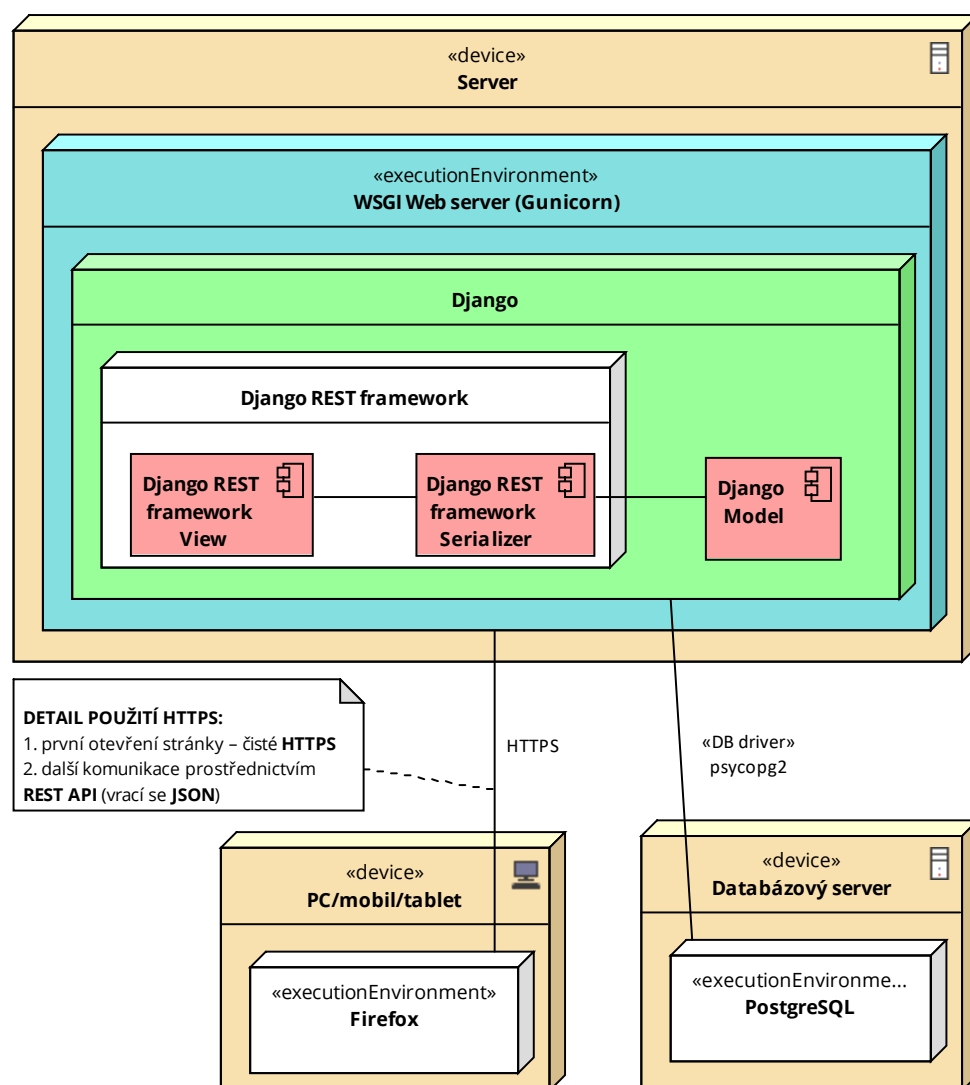 «device»
Server
«executionEnvironment»
WSGI Web server (Gunicorn)
Django
Django REST framework
Django REST
framework
View
Django REST
framework
Serializer
Django
Model
DETAIL POUŽITÍ HTTPS:
1. první otevření stránky – čisté HTTPS
2. další komunikace prostřednictvím
REST API (vrací se JSON)
HTTPS
«DB driver»
psycopg2
«device»
PC/mobil/tablet
«executionEnvironment»
Firefox
«device»
Databázový server
«executionEnvironme...
PostgreSQL